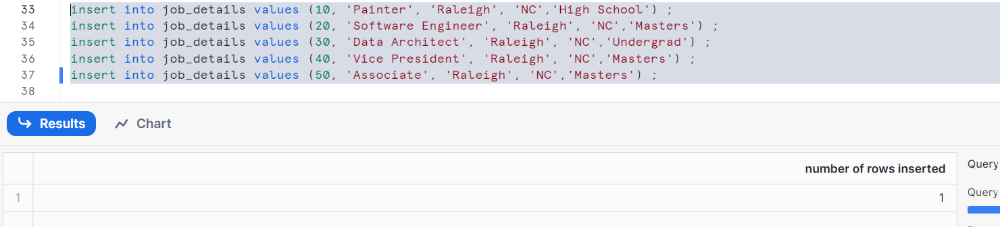 33 insert into job_details values (10, 'Painter', 'Raleigh', 'NC','High School') ;
34 insert into job_details values (20, 'Software Engineer', 'Raleigh', 'NC','Masters') ;
35 insert into job_details values (30, 'Data Architect', 'Raleigh', 'NC','Undergrad') ;
36 insert into job_details values (40, 'Vice President', 'Raleigh', 'NC','Masters') ;
37 insert into job_details values (50, 'Associate', 'Raleigh', 'NC','Masters') ;
38
Results Chart
number of rows inserted Query
1 1 Query